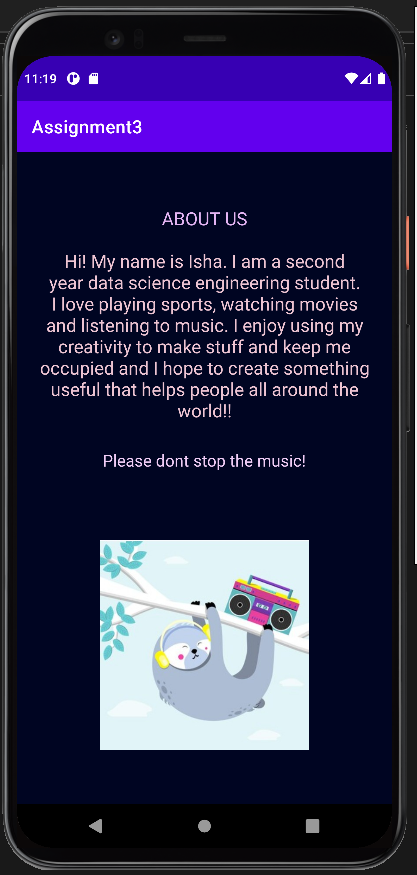 11:19
Assignment3
ABOUT US
Hi! My name is Isha. I am a second
year data science engineering student.
I love playing sports, watching movies
and listening to music. I enjoy using my
creativity to make stuff and keep me
occupied and I hope to create something
useful that helps people all around the
world!!
Please dont stop the music!